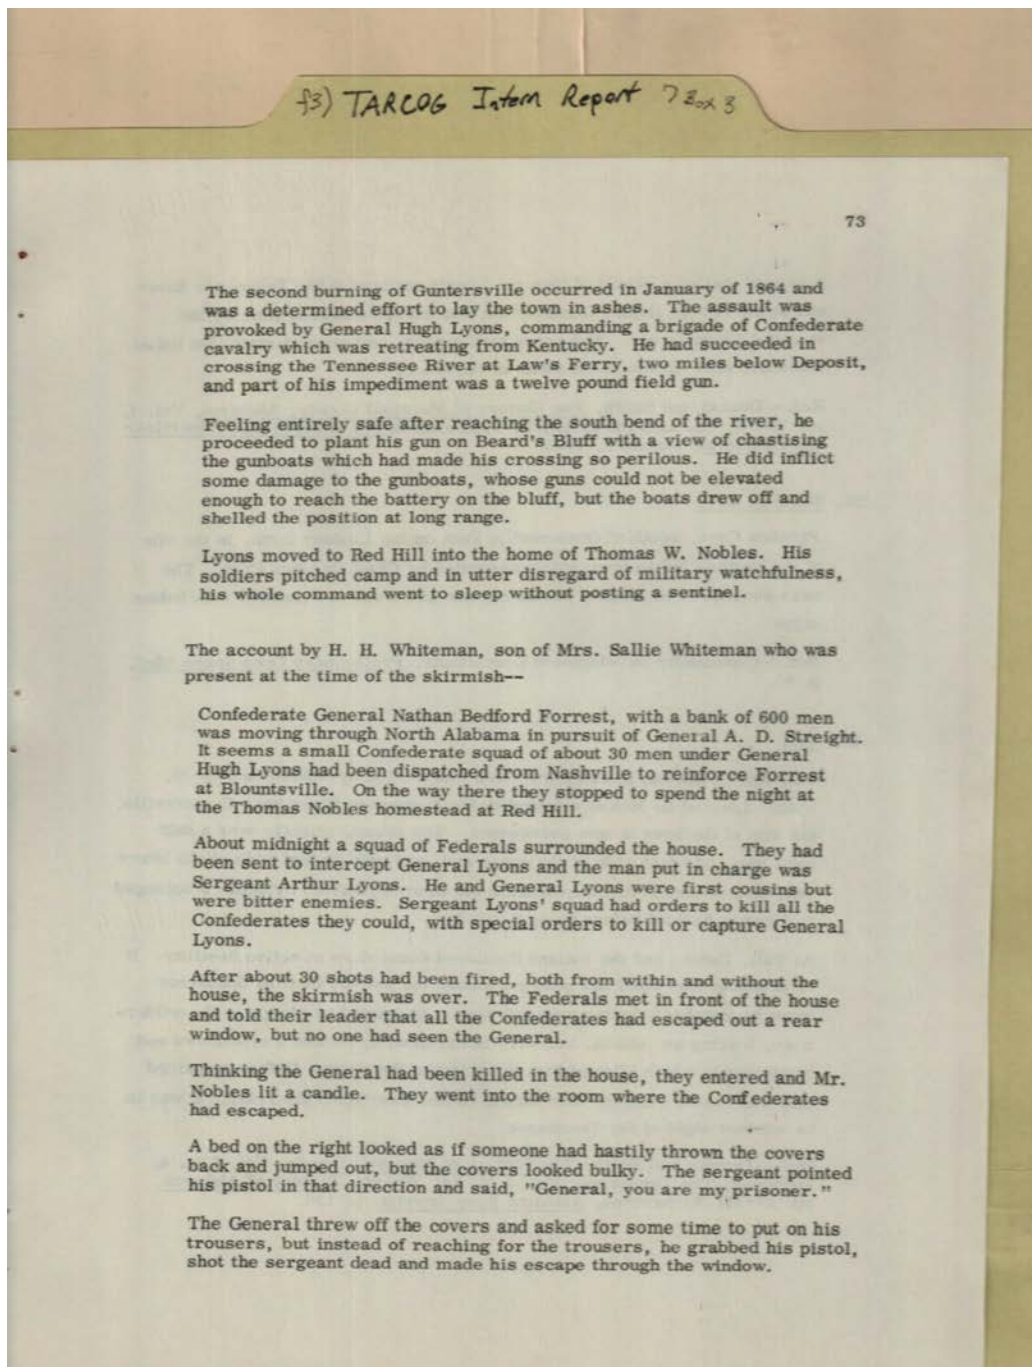 f3) TARCOG Intern Report 7 Box 3
73
The second burning of Guntersville occurred in January of 1864 and
was a determined effort to lay the town in ashes. The assault was
provoked by General Hugh Lyons, commanding a brigade of Confederate
cavalry which was retreating from Kentucky. He had succeeded in
crossing the Tennessee River at Law's Ferry, two miles below Deposit,
and part of his impediment was a twelve pound field gun.
Feeling entirely safe after reaching the south bend of the river, he
proceeded to plant his gun on Beard's Bluff with a view of chastising
the gunboats which had made his crossing so perilous. He did inflict
some damage to the gunboats, whose guns could not be elevated
enough to reach the battery on the bluff, but the boats drew off and
shelled the position at long range.
Lyons moved to Red Hill into the home of Thomas W. Nobles. His
soldiers pitched camp and in utter disregard of military watchfulness,
his whole command went to sleep without posting a sentinel.
The account by H. H. Whiteman, son of Mrs. Sallie Whiteman who was
present at the time of the skirmish--
Confederate General Nathan Bedford Forrest, with a bank of 600 men
was moving through North Alabama in pursuit of General A. D. Streight.
It seems a small Confederate squad of about 30 men under General
Hugh Lyons had been dispatched from Nashville to reinforce Forrest
at Blountsville. On the way there they stopped to spend the night at
the Thomas Nobles homestead at Red Hill.
About midnight a squad of Federals surrounded the house. They had
been sent to intercept General Lyons and the man put in charge was
Sergeant Arthur Lyons. He and General Lyons were first cousins but
were bitter enemies. Sergeant Lyons' squad had orders to kill all the
Confederates they could, with special orders to kill or capture General
Lyons.
After about 30 shots had been fired, both from within and without the
house, the skirmish was over. The Federals met in front of the house
and told their leader that all the Confederates had escaped out a rear
window, but no one had seen the General.
Thinking the General had been killed in the house, they entered and Mr.
Nobles lit a candle. They went into the room where the Confederates
had escaped.
A bed on the right looked as if someone had hastily thrown the covers
back and jumped out, but the covers looked bulky. The sergeant pointed
his pistol in that direction and said, "General, you are my prisoner."
The General threw off the covers and asked for some time to put on his
trousers, but instead of reaching for the trousers, he grabbed his pistol,
shot the sergeant dead and made his escape through the window.